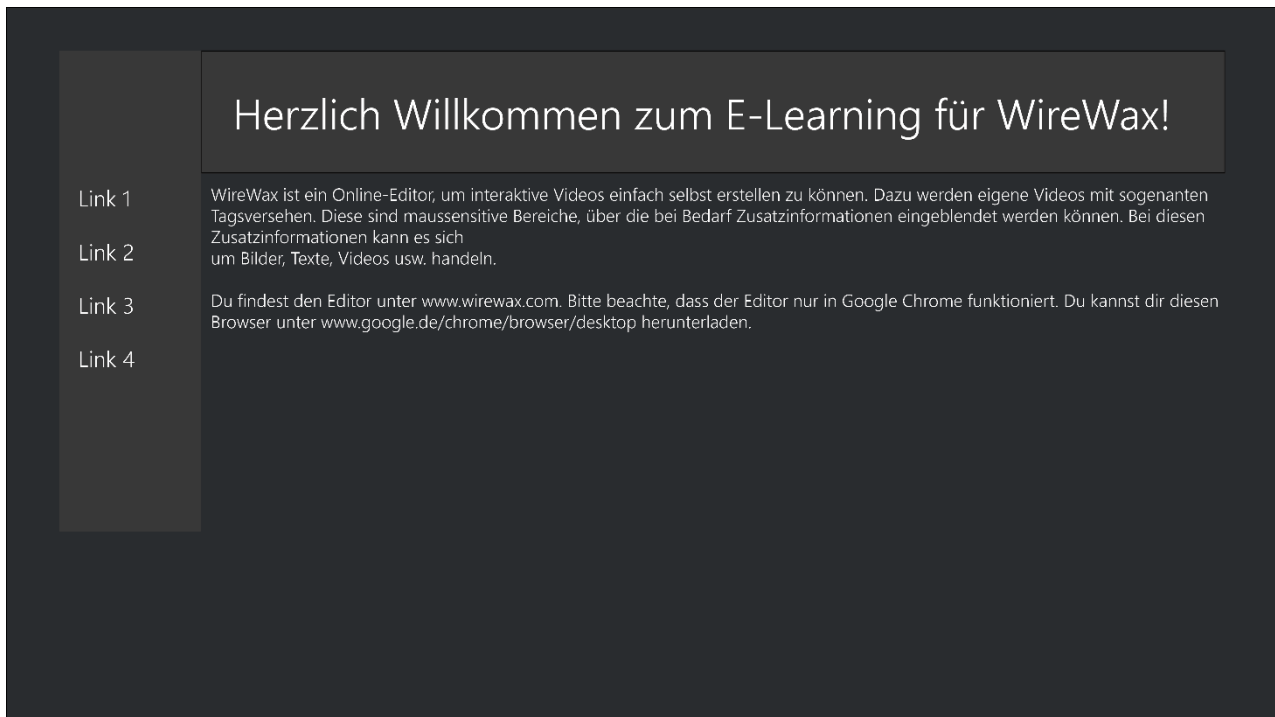 Herzlich Willkommen zum E-Learning für WireWax!
Link 1
Link 2
Link 3
Link 4
WireWax ist ein Online-Editor, um interaktive Videos einfach selbst erstellen zu können. Dazu werden eigene Videos mit sogenanten
Tagsversehen. Diese sind maussensitive Bereiche, über die bei Bedarf Zusatzinformationen eingeblendet werden können. Bei diesen
Zusatzinformationen kann es sich
um Bilder, Texte, Videos usw. handeln.
Du findest den Editor unter www.wirewax.com. Bitte beachte, dass der Editor nur in Google Chrome funktioniert. Du kannst dir diesen
Browser unter www.google.de/chrome/browser/desktop herunterladen.